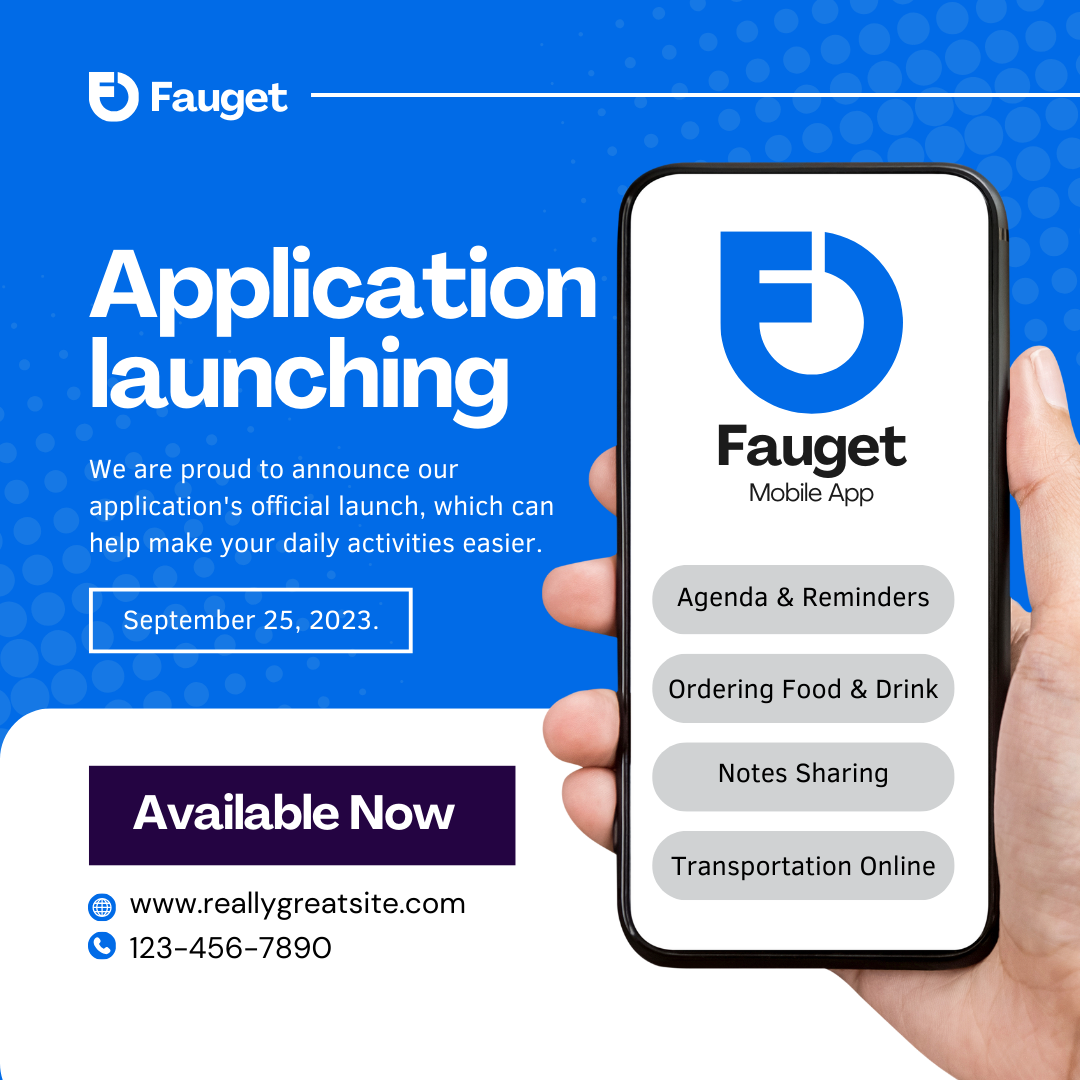 Fauget
Application
launching
We are proud to announce our
application's official launch, which can
help make your daily activities easier.
September 25, 2023.
Available Now
www.reallygreatsite.com
123-456-7890
Fauget
Mobile App
Agenda & Reminders
Ordering Food & Drink
Notes Sharing
Transportation Online